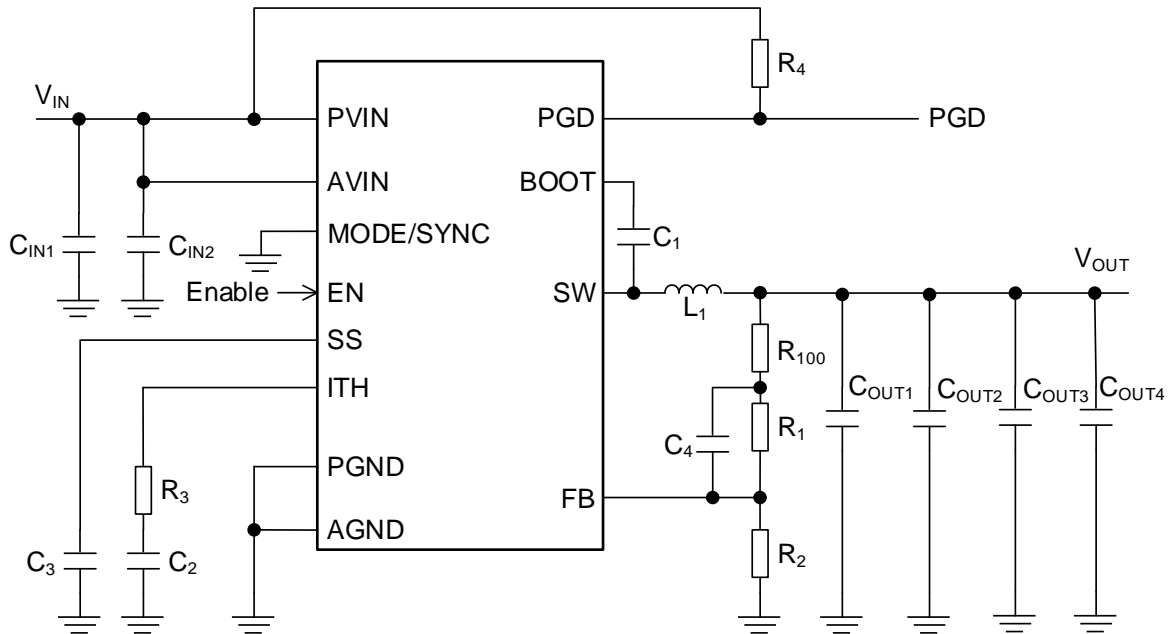 R4
VIN
PVIN
PGD
PGD
AVIN
BOOT
MODE/SYNC
CIN1
CIN2
C1
VOUT
Enable
EN
SW
L1
SS
R100
ITH
COUT1
COUT2
COUT3
COUT4
C4
R1
PGND
R3
FB
AGND
R2
C3
C2